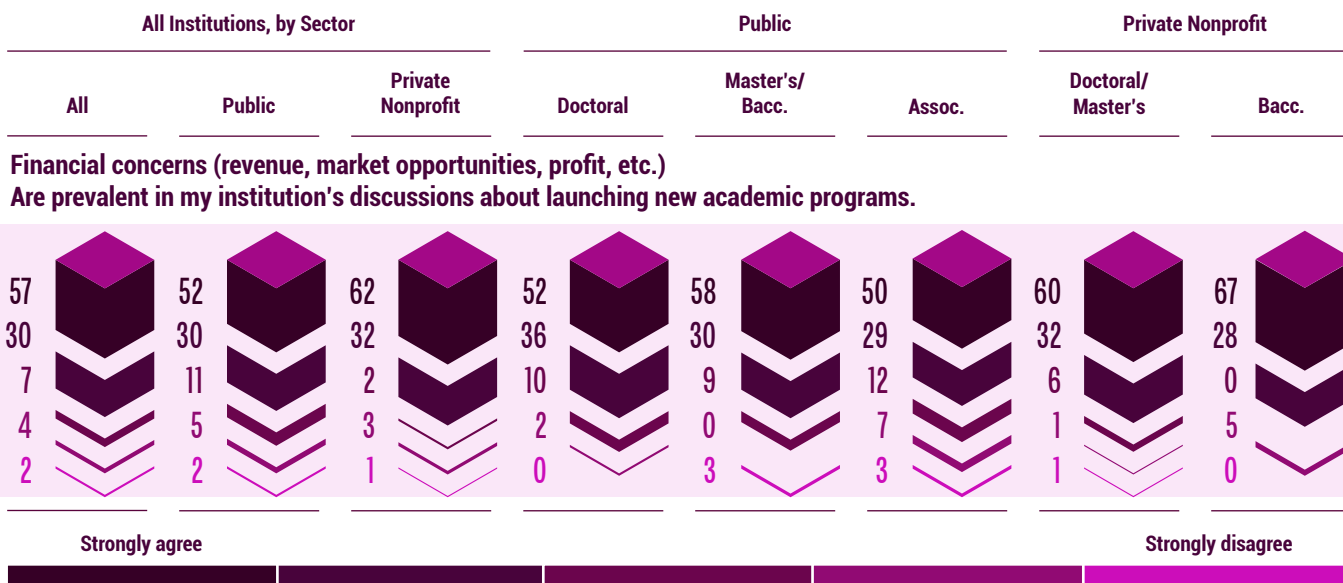 All Institutions, by Sector Public Private Nonprofit
All Public Private Nonprofit Doctoral Master's/ Bacc. Assoc. Doctoral/ Master's Bacc.
Financial concerns (revenue, market opportunities, profit, etc.)
Are prevalent in my institution's discussions about launching new academic programs.
57 52 62 52 58 50 60 67
30 30 32 36 30 29 32 28
7 11 2 10 9 12 6 0
4 5 3 2 0 7 1 5
2 2 1 0 3 3 1 0
Strongly agree Strongly disagree